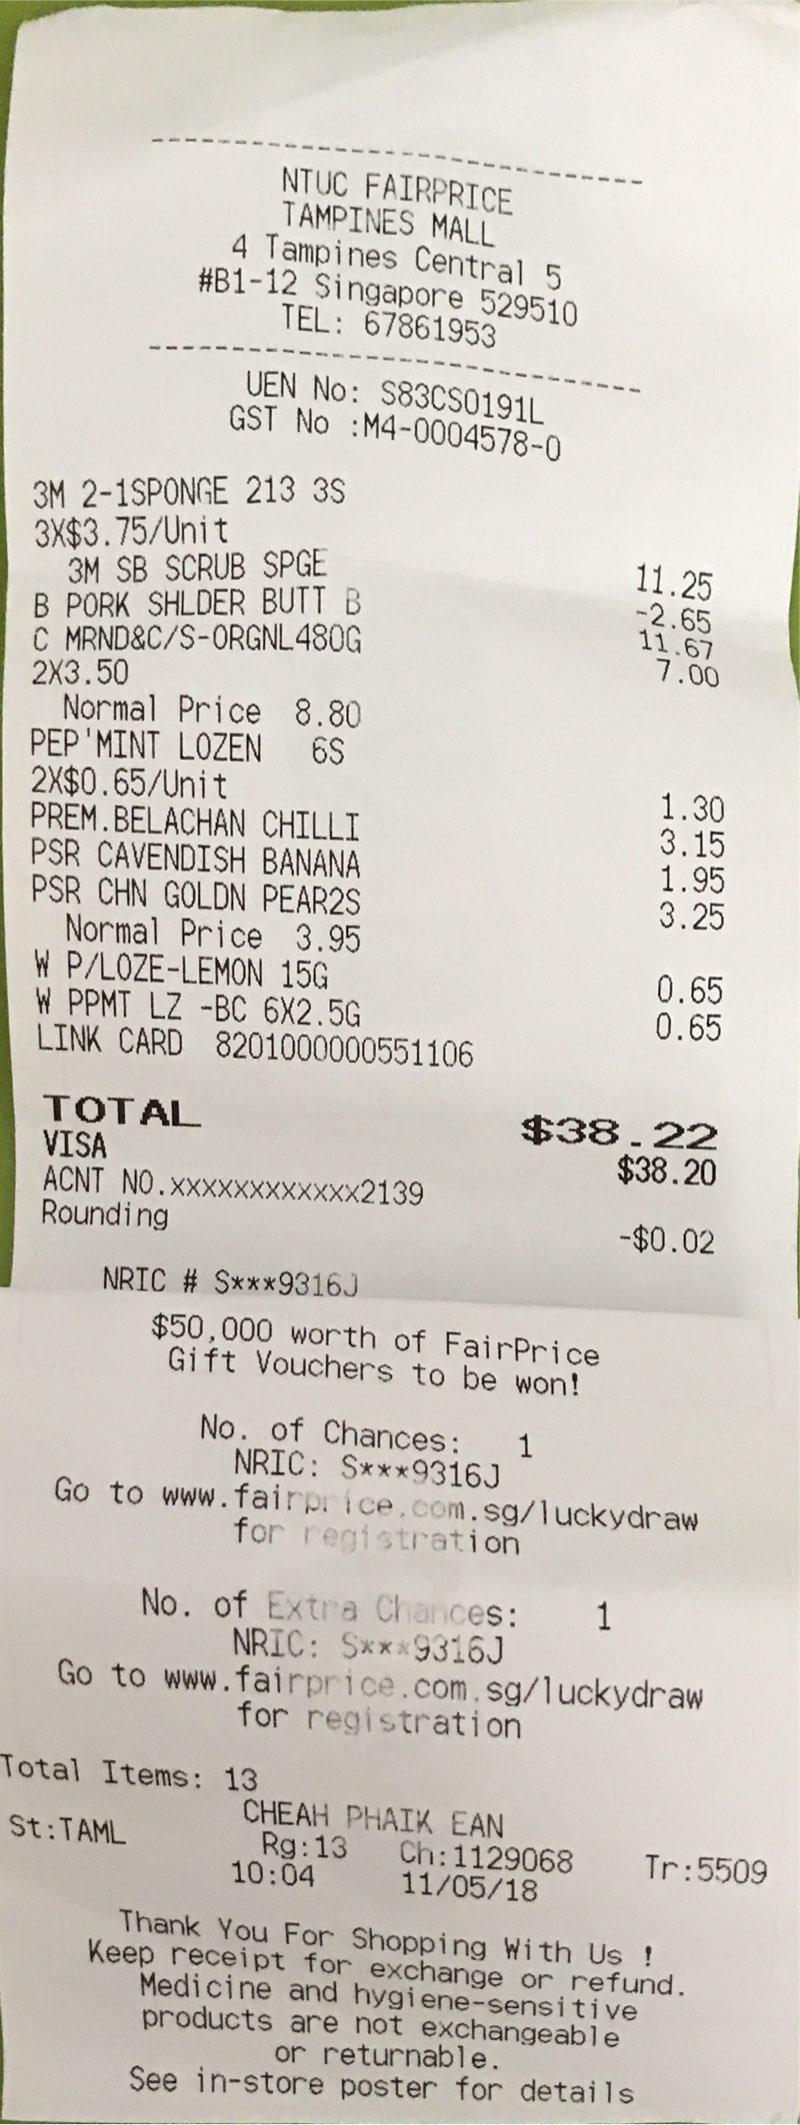 NTUC FAIRPRICE
TAMPINES MALL
4 Tampines Central 5
#B1-12 Singapore 529510
TEL: 67861953
UEN No: S83CS0191L
GST No :M4-0004578-0
3M 2-1SPONGE 213 3S
3X$3.75/Unit 11.25
3M SB SCRUB SPGE -2.65
B PORK SHLDER BUTT B 11.67
C MRND&C/S-ORGNL480G
2X3.50 7.00
Normal Price 8.80
PEP'MINT LOZEN 6S
2X$0.65/Unit 1.30
PREM.BELACHAN CHILLI 3.15
PSR CAVENDISH BANANA 1.95
PSR CHN GOLDN PEAR2S 3.25
Normal Price 3.95
W P/LOZE-LEMON 15G 0.65
W PPMT LZ -BC 6X2.5G 0.65
LINK CARD 8201000000551106
TOTAL $38.22
VISA $38.20
ACNT NO.xxxxxxxxxxxx2139
Rounding -$0.02
NRIC # S***9316J
$50,000 worth of FairPrice
Gift Vouchers to be won!
No. of Chances: 1
NRIC: S***9316J
Go to www.fairprice.com.sg/luckydraw
for registration
No. of Extra Chances: 1
NRIC: S***9316J
Go to www.fairprice.com.sg/luckydraw
for registration
Total Items: 13
CHEAH PHAIK EAN
St:TAML Rg:13 Ch:1129068 Tr:5509
10:04 11/05/18
Thank You For Shopping With Us !
Keep receipt for exchange or refund.
Medicine and hygiene-sensitive
products are not exchangeable
or returnable.
See in-store poster for details